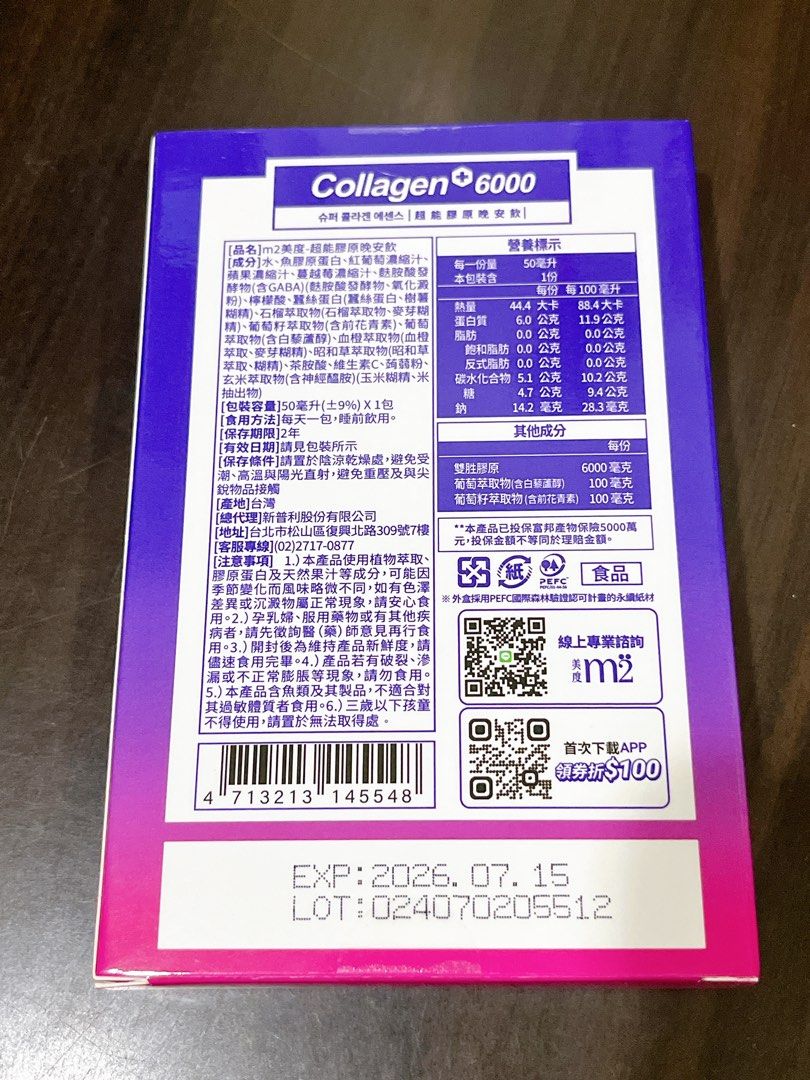 Collagen+ 6000
슈퍼 콜라겐 에센스 | 超能膠原晚安飲 |
[品名]m2美度-超能膠原晚安飲
[成分]水、魚膠原蛋白、紅葡萄濃縮汁、
蘋果濃縮汁、蔓越莓濃縮汁、麩胺酸發
酵物(含GABA)(麩胺酸發酵物、氧化澱
粉)、檸檬酸、蠶絲蛋白(蠶絲蛋白、樹薯
糊精)、石榴萃取物(石榴萃取物、麥芽糊
精)、葡萄籽萃取物(含前花青素)、葡萄
萃取物(含白藜蘆醇)、血橙萃取物(血橙
萃取、麥芽糊精)、昭和草萃取物(昭和草
萃取、糊精)、茶胺酸、維生素C、蒟蒻粉、
玄米萃取物(含神經醯胺)(玉米糊精、米
抽出物)
[包裝容量]50毫升(±9%) X 1包
[食用方法]每天一包,睡前飲用。
[保存期限]2年
[有效日期]請見包裝所示
[保存條件]請置於陰涼乾燥處,避免受
潮、高溫與陽光直射,避免重壓及與尖
銳物品接觸
[產地]台灣
[總代理]新普利股份有限公司
[地址]台北市松山區復興北路309號7樓
[客服專線](02)2717-0877
[注意事項] 1.)本產品使用植物萃取、
膠原蛋白及天然果汁等成分,可能因
季節變化而風味略微不同,如有色澤
差異或沉澱物屬正常現象,請安心食
用。2.)孕乳婦、服用藥物或有其他疾
病者,請先徵詢醫(藥)師意見再行食
用。3.)開封後為維持產品新鮮度,請
儘速食用完畢。4.)產品若有破裂、滲
漏或不正常膨脹等現象,請勿食用。
5.)本產品含魚類及其製品,不適合對
其過敏體質者食用。6.)三歲以下孩童
不得使用,請置於無法取得處。
4 713213 145548
營養標示
每一份量 50毫升
本包裝含 1份
每份 每100毫升
熱量 44.4 大卡 88.4大卡
蛋白質 6.0 公克 11.9公克
脂肪 0.0 公克 0.0公克
飽和脂肪 0.0 公克 0.0公克
反式脂肪 0.0 公克 0.0公克
碳水化合物 5.1 公克 10.2公克
糖 4.7 公克 9.4公克
鈉 14.2 毫克 28.3毫克
其他成分
每份
雙胜膠原 6000毫克
葡萄萃取物(含白藜蘆醇) 100毫克
葡萄籽萃取物(含前花青素) 100毫克
**本產品已投保富邦產物保險5000萬
元,投保金額不等同於理賠金額。
紙 PEFC 食品
※外盒採用PEFC國際森林驗證認可計畫的永續紙材
線上專業諮詢
美度 m2
首次下載APP
領券折$100
EXP:2026.07.15
LOT:024070205512